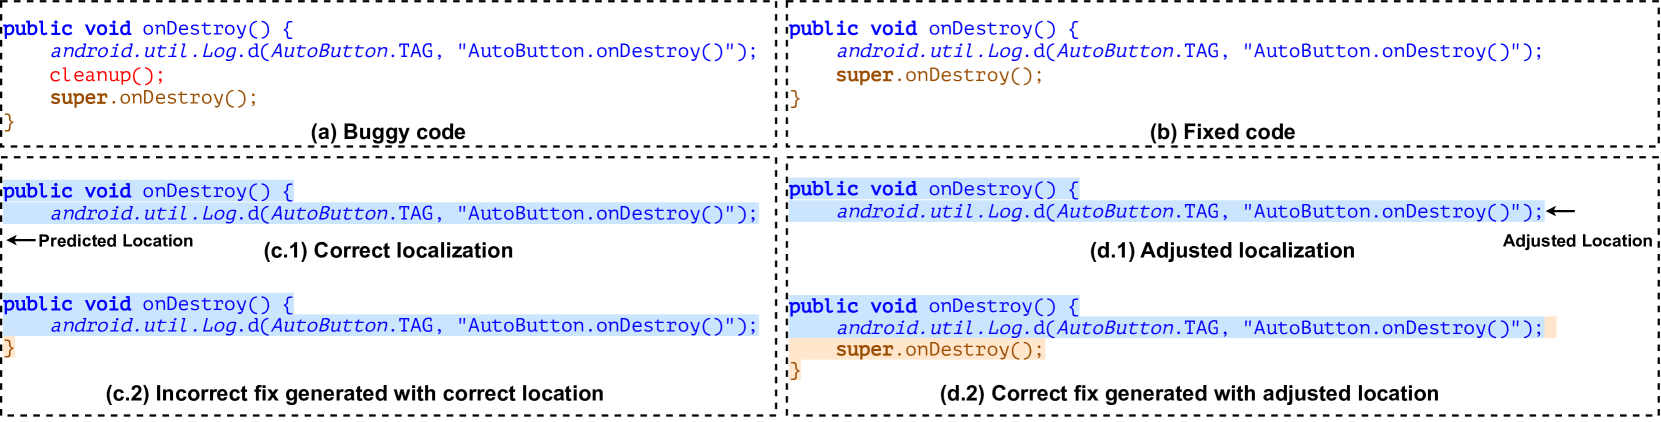 public void onDestroy() {
    android.util.Log.d(AutoButton.TAG, "AutoButton.onDestroy()");
    cleanup();
    super.onDestroy();
}
(a) Buggy code
public void onDestroy() {
    android.util.Log.d(AutoButton.TAG, "AutoButton.onDestroy()");
    super.onDestroy();
}
(b) Fixed code
public void onDestroy() {
    android.util.Log.d(AutoButton.TAG, "AutoButton.onDestroy()");
Predicted Location
(c.1) Correct localization
public void onDestroy() {
    android.util.Log.d(AutoButton.TAG, "AutoButton.onDestroy()");
}
(c.2) Incorrect fix generated with correct location
public void onDestroy() {
    android.util.Log.d(AutoButton.TAG, "AutoButton.onDestroy()");
Adjusted Location
(d.1) Adjusted localization
public void onDestroy() {
    android.util.Log.d(AutoButton.TAG, "AutoButton.onDestroy()");
    super.onDestroy();
}
(d.2) Correct fix generated with adjusted location